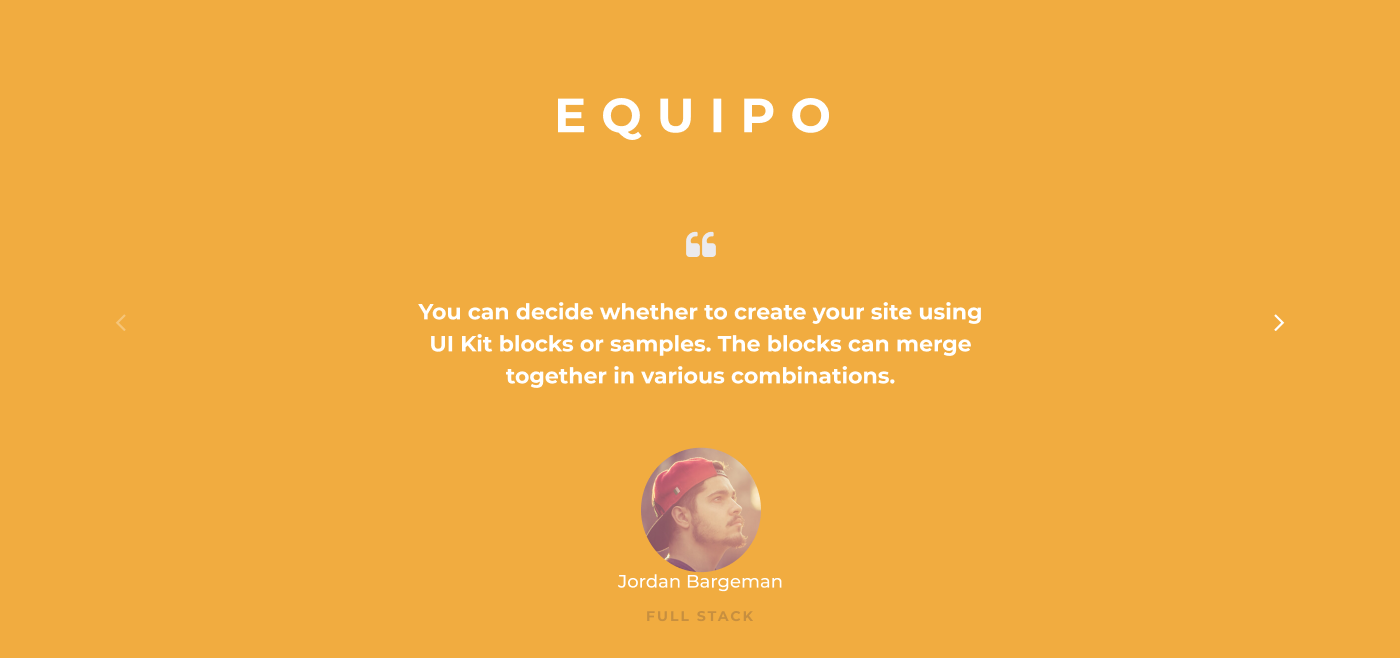 EQUIPO
❝
You can decide whether to create your site using
UI Kit blocks or samples. The blocks can merge
together in various combinations.
Jordan Bargeman
FULL STACK